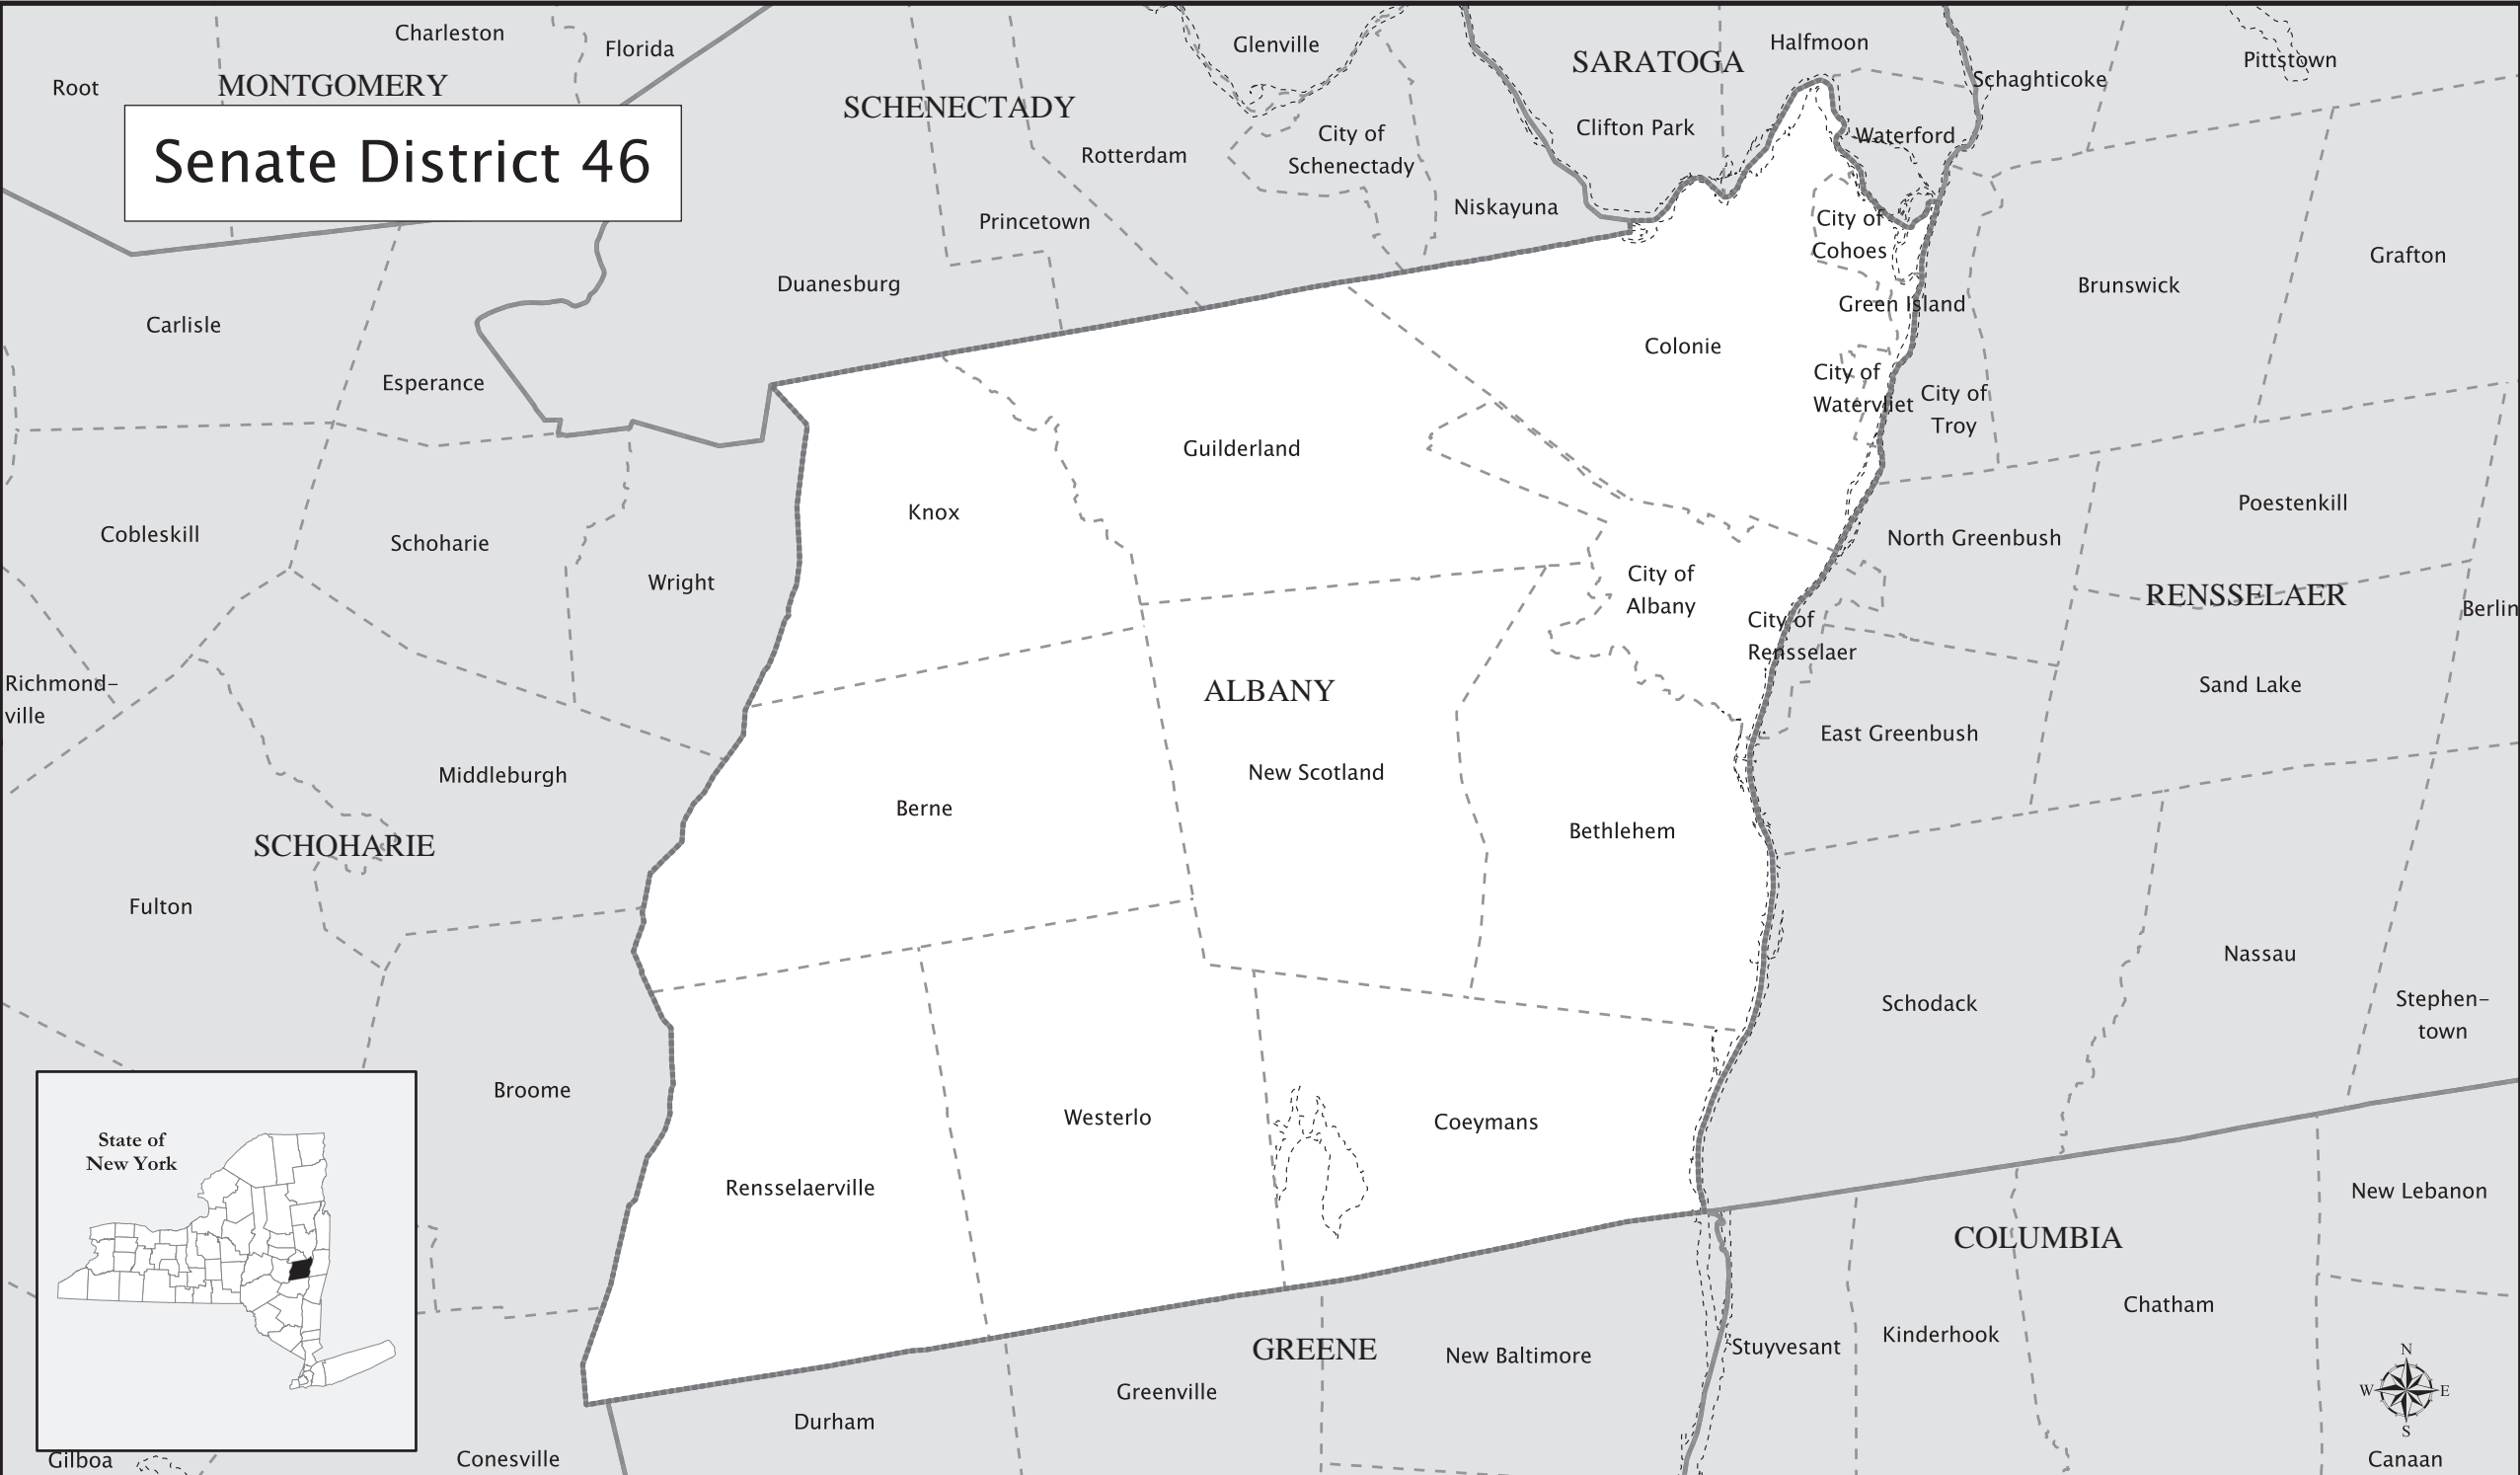 Charleston
Florida
Glenville
SARATOGA
Halfmoon
Pittstown
Root
MONTGOMERY
SCHENECTADY
Schaghticoke
Senate District 46
Rotterdam
City of
Schenectady
Clifton Park
Waterford
Princetown
Niskayuna
City of
Cohoes
Grafton
Duanesburg
Brunswick
Green Island
Carlisle
Colonie
Esperance
City of
Watervliet
City of
Troy
Guilderland
Knox
Poestenkill
Cobleskill
Schoharie
North Greenbush
Wright
City of
Albany
RENSSELAER
Berlin
City of
Rensselaer
Richmond-
ville
ALBANY
Sand Lake
East Greenbush
Middleburgh
New Scotland
Berne
Bethlehem
SCHOHARIE
Fulton
Nassau
Schodack
Stephen-
town
Broome
Westerlo
Coeymans
State of
New York
Rensselaerville
New Lebanon
COLUMBIA
Chatham
GREENE
New Baltimore
Stuyvesant
Kinderhook
N
W
E
S
Greenville
Durham
Gilboa
Conesville
Canaan